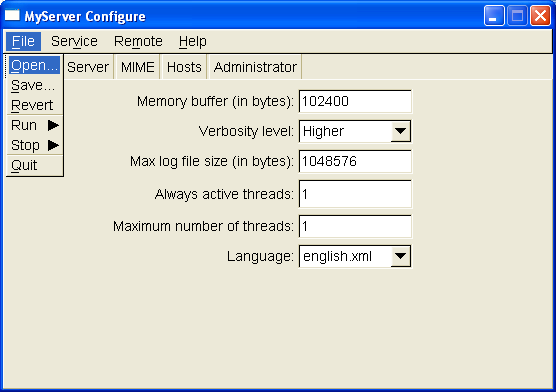 MyServer Configure
File Service Remote Help
Open... Server MIME Hosts Administrator
Save...
Revert
Run
Stop
Quit
Memory buffer (in bytes): 102400
Verbosity level: Higher
Max log file size (in bytes): 1048576
Always active threads: 1
Maximum number of threads: 1
Language: english.xml